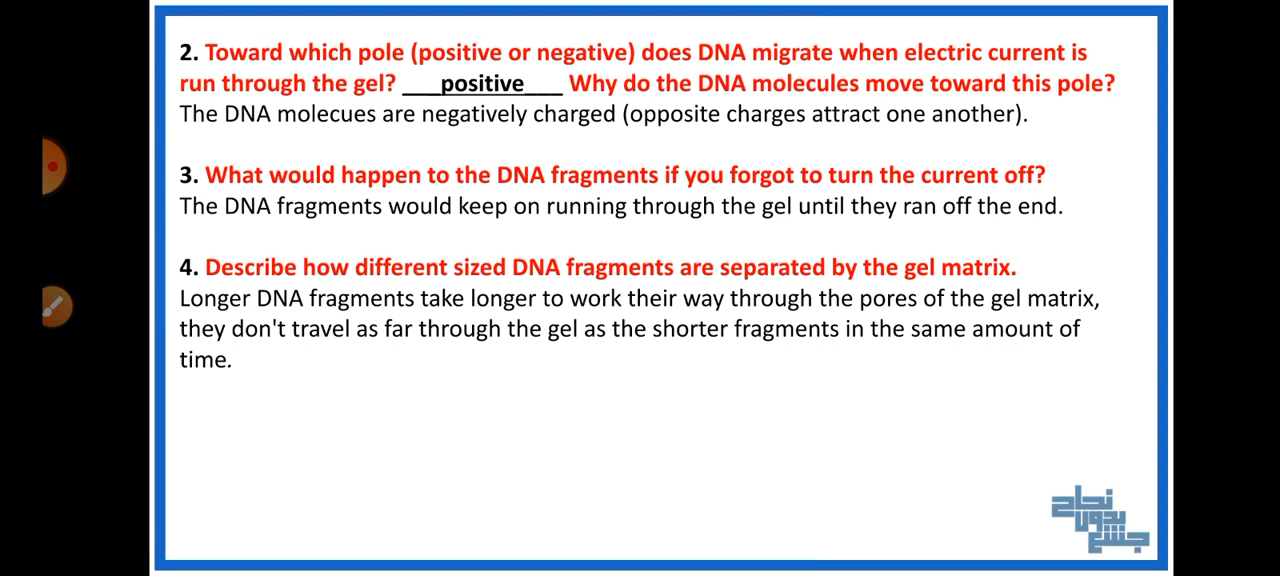 2. Toward which pole (positive or negative) does DNA migrate when electric current is
run through the gel? ___positive___ Why do the DNA molecules move toward this pole?
The DNA molecues are negatively charged (opposite charges attract one another).
3. What would happen to the DNA fragments if you forgot to turn the current off?
The DNA fragments would keep on running through the gel until they ran off the end.
4. Describe how different sized DNA fragments are separated by the gel matrix.
Longer DNA fragments take longer to work their way through the pores of the gel matrix,
they don't travel as far through the gel as the shorter fragments in the same amount of
time.
نجاح
بدون
جشع